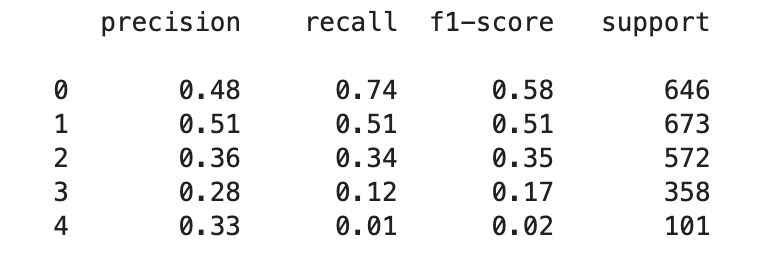 precision recall f1-score support
0 0.48 0.74 0.58 646
1 0.51 0.51 0.51 673
2 0.36 0.34 0.35 572
3 0.28 0.12 0.17 358
4 0.33 0.01 0.02 101